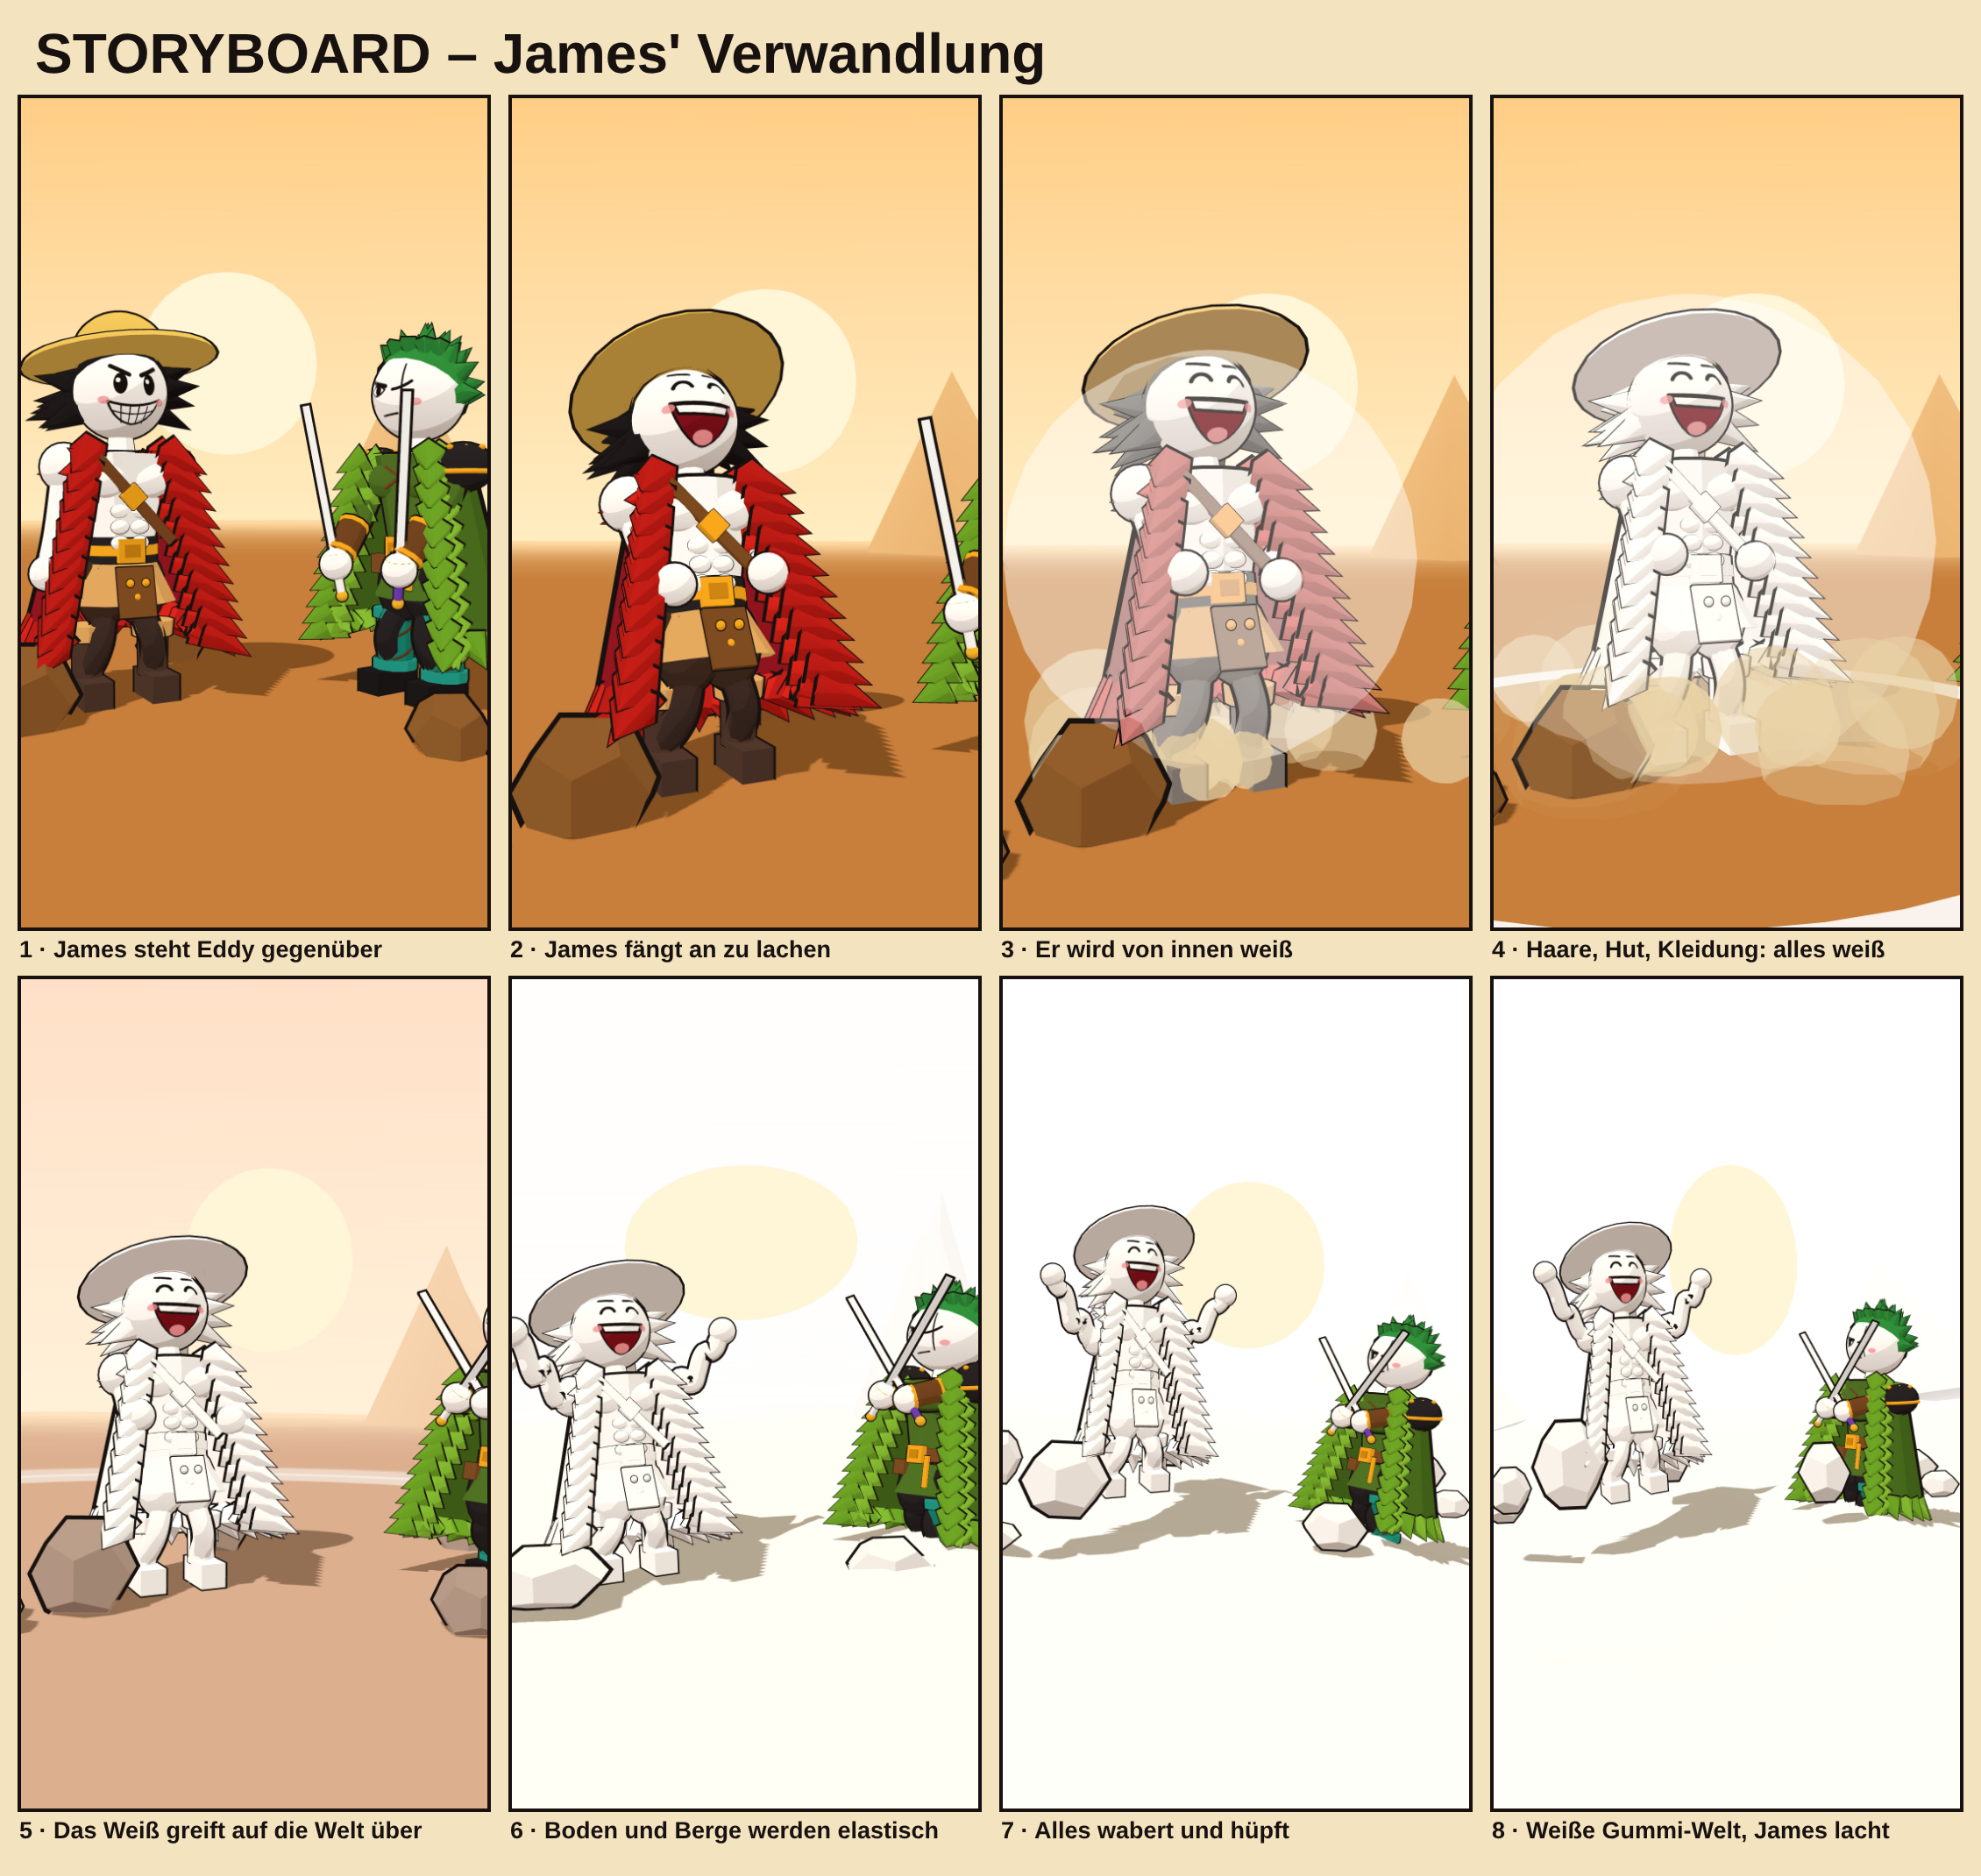 STORYBOARD – James' Verwandlung
1 · James steht Eddy gegenüber
2 · James fängt an zu lachen
3 · Er wird von innen weiß
4 · Haare, Hut, Kleidung: alles weiß
5 · Das Weiß greift auf die Welt über
6 · Boden und Berge werden elastisch
7 · Alles wabert und hüpft
8 · Weiße Gummi-Welt, James lacht